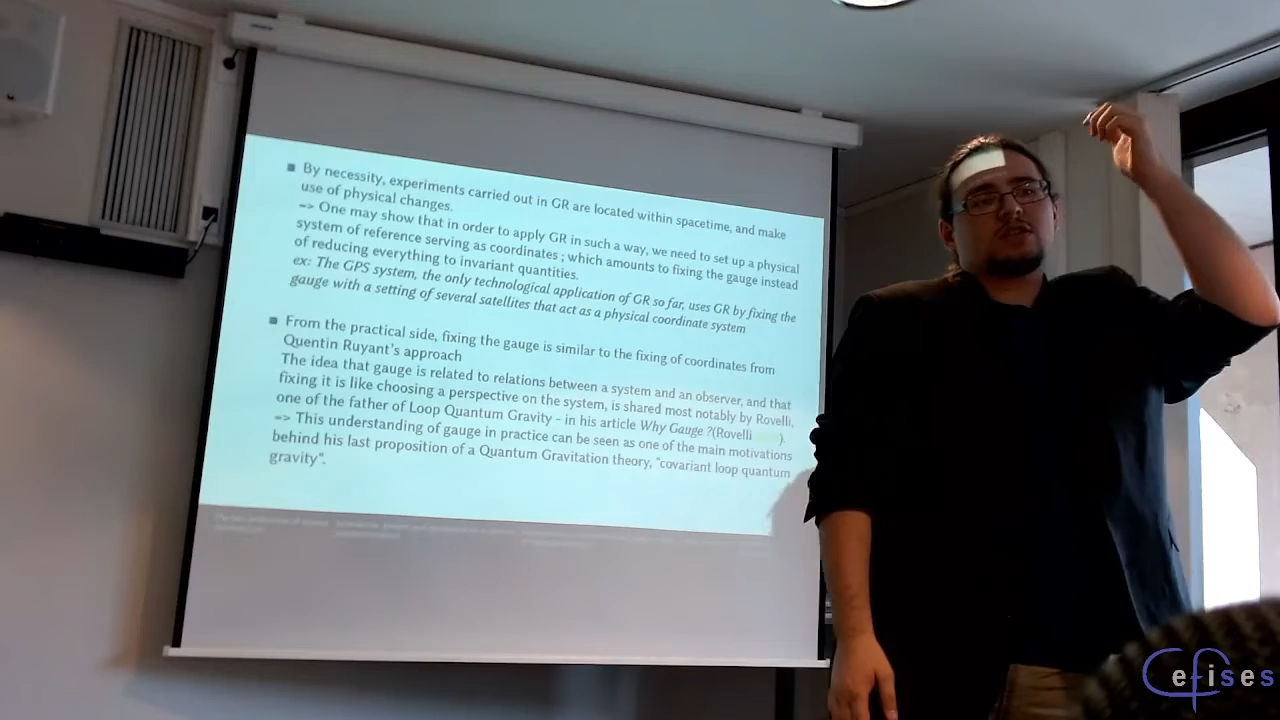 ■ By necessity, experiments carried out in GR are located within spacetime, and make
use of physical changes.
=> One may show that in order to apply GR in such a way, we need to set up a physical
system of reference serving as coordinates ; which amounts to fixing the gauge instead
of reducing everything to invariant quantities.
ex: The GPS system, the only technological application of GR so far, uses GR by fixing the
gauge with a setting of several satellites that act as a physical coordinate system
■ From the practical side, fixing the gauge is similar to the fixing of coordinates from
Quentin Ruyant's approach
The idea that gauge is related to relations between a system and an observer, and that
fixing it is like choosing a perspective on the system, is shared most notably by Rovelli,
one of the father of Loop Quantum Gravity - in his article Why Gauge ?(Rovelli ).
=> This understanding of gauge in practice can be seen as one of the main motivations
behind his last proposition of a Quantum Gravitation theory, "covariant loop quantum
gravity".
Cefises